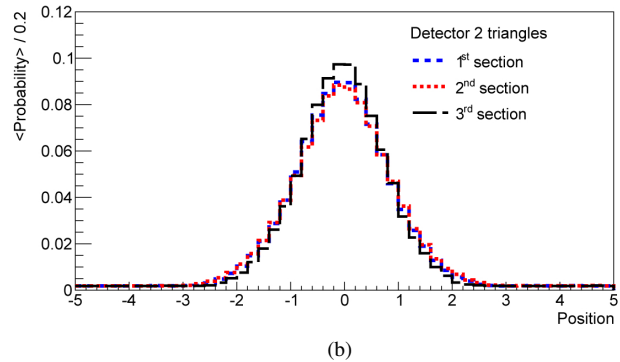 <Probability> / 0.2
0.12
0.1
0.08
0.06
0.04
0.02
0
Detector 2 triangles
1st section
2nd section
3rd section
-5 -4 -3 -2 -1 0 1 2 3 4 5
Position
(b)